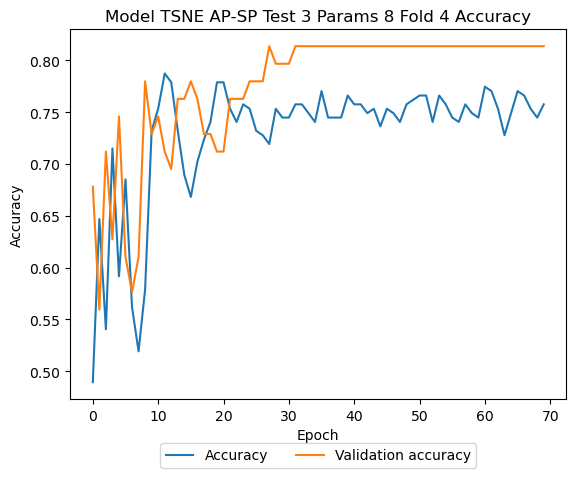 Model TSNE AP-SP Test 3 Params 8 Fold 4 Accuracy
0.80
0.75
0.70
0.65
0.60
0.55
0.50
Accuracy
0 10 20 30 40 50 60 70
Epoch
Accuracy Validation accuracy